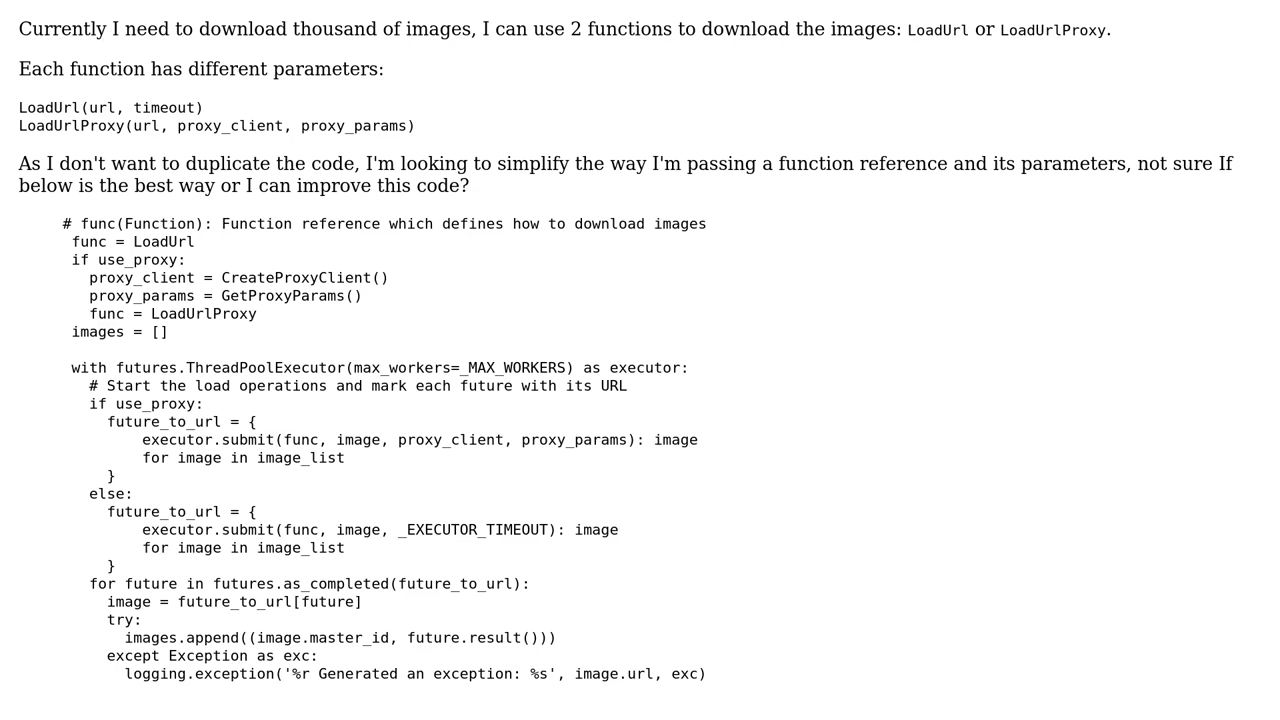 Currently I need to download thousand of images, I can use 2 functions to download the images: LoadUrl or LoadUrlProxy.
Each function has different parameters:
LoadUrl(url, timeout)
LoadUrlProxy(url, proxy_client, proxy_params)
As I don't want to duplicate the code, I'm looking to simplify the way I'm passing a function reference and its parameters, not sure If
below is the best way or I can improve this code?
# func(Function): Function reference which defines how to download images
func = LoadUrl
if use_proxy:
proxy_client = CreateProxyClient()
proxy_params = GetProxyParams()
func = LoadUrlProxy
images = []
with futures.ThreadPoolExecutor(max_workers=_MAX_WORKERS) as executor:
# Start the load operations and mark each future with its URL
if use_proxy:
future_to_url = {
executor.submit(func, image, proxy_client, proxy_params): image
for image in image_list
}
else:
future_to_url = {
executor.submit(func, image, _EXECUTOR_TIMEOUT): image
for image in image_list
}
for future in futures.as_completed(future_to_url):
image = future_to_url[future]
try:
images.append((image.master_id, future.result()))
except Exception as exc:
logging.exception('%r Generated an exception: %s', image.url, exc)